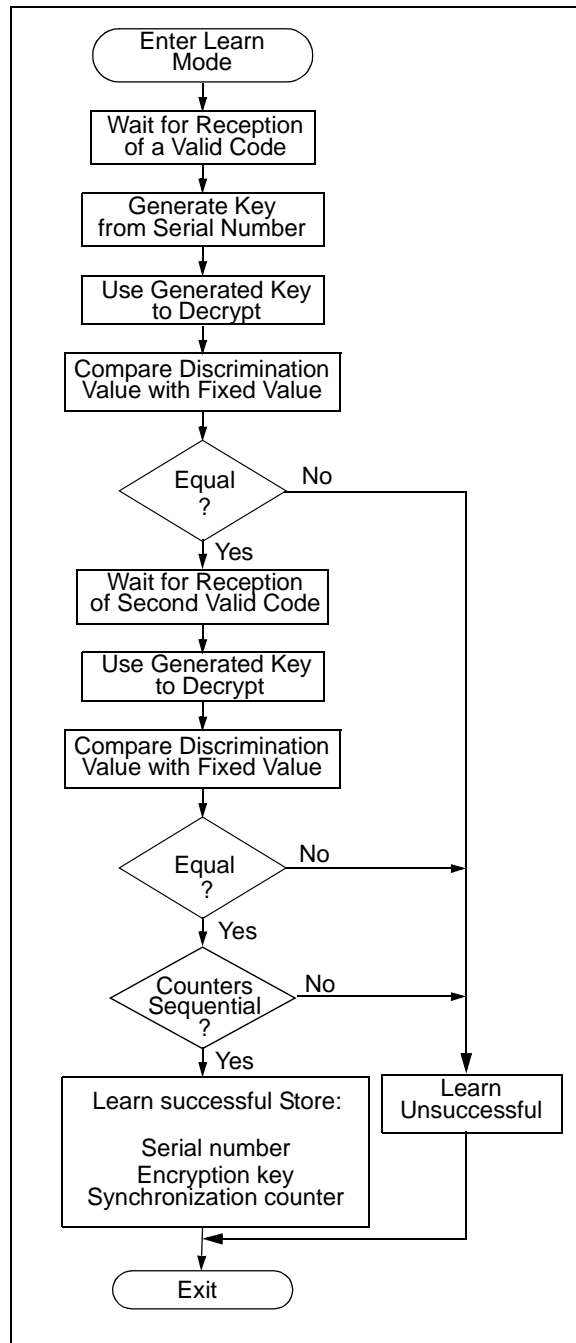 Enter Learn
Mode
Wait for Reception
of a Valid Code
Generate Key
from Serial Number
Use Generated Key
to Decrypt
Compare Discrimination
Value with Fixed Value
Equal
?
No
Yes
Wait for Reception
of Second Valid Code
Use Generated Key
to Decrypt
Compare Discrimination
Value with Fixed Value
Equal
?
No
Yes
Counters
Sequential
?
No
Yes
Learn successful Store:
Serial number
Encryption key
Synchronization counter
Learn
Unsuccessful
Exit